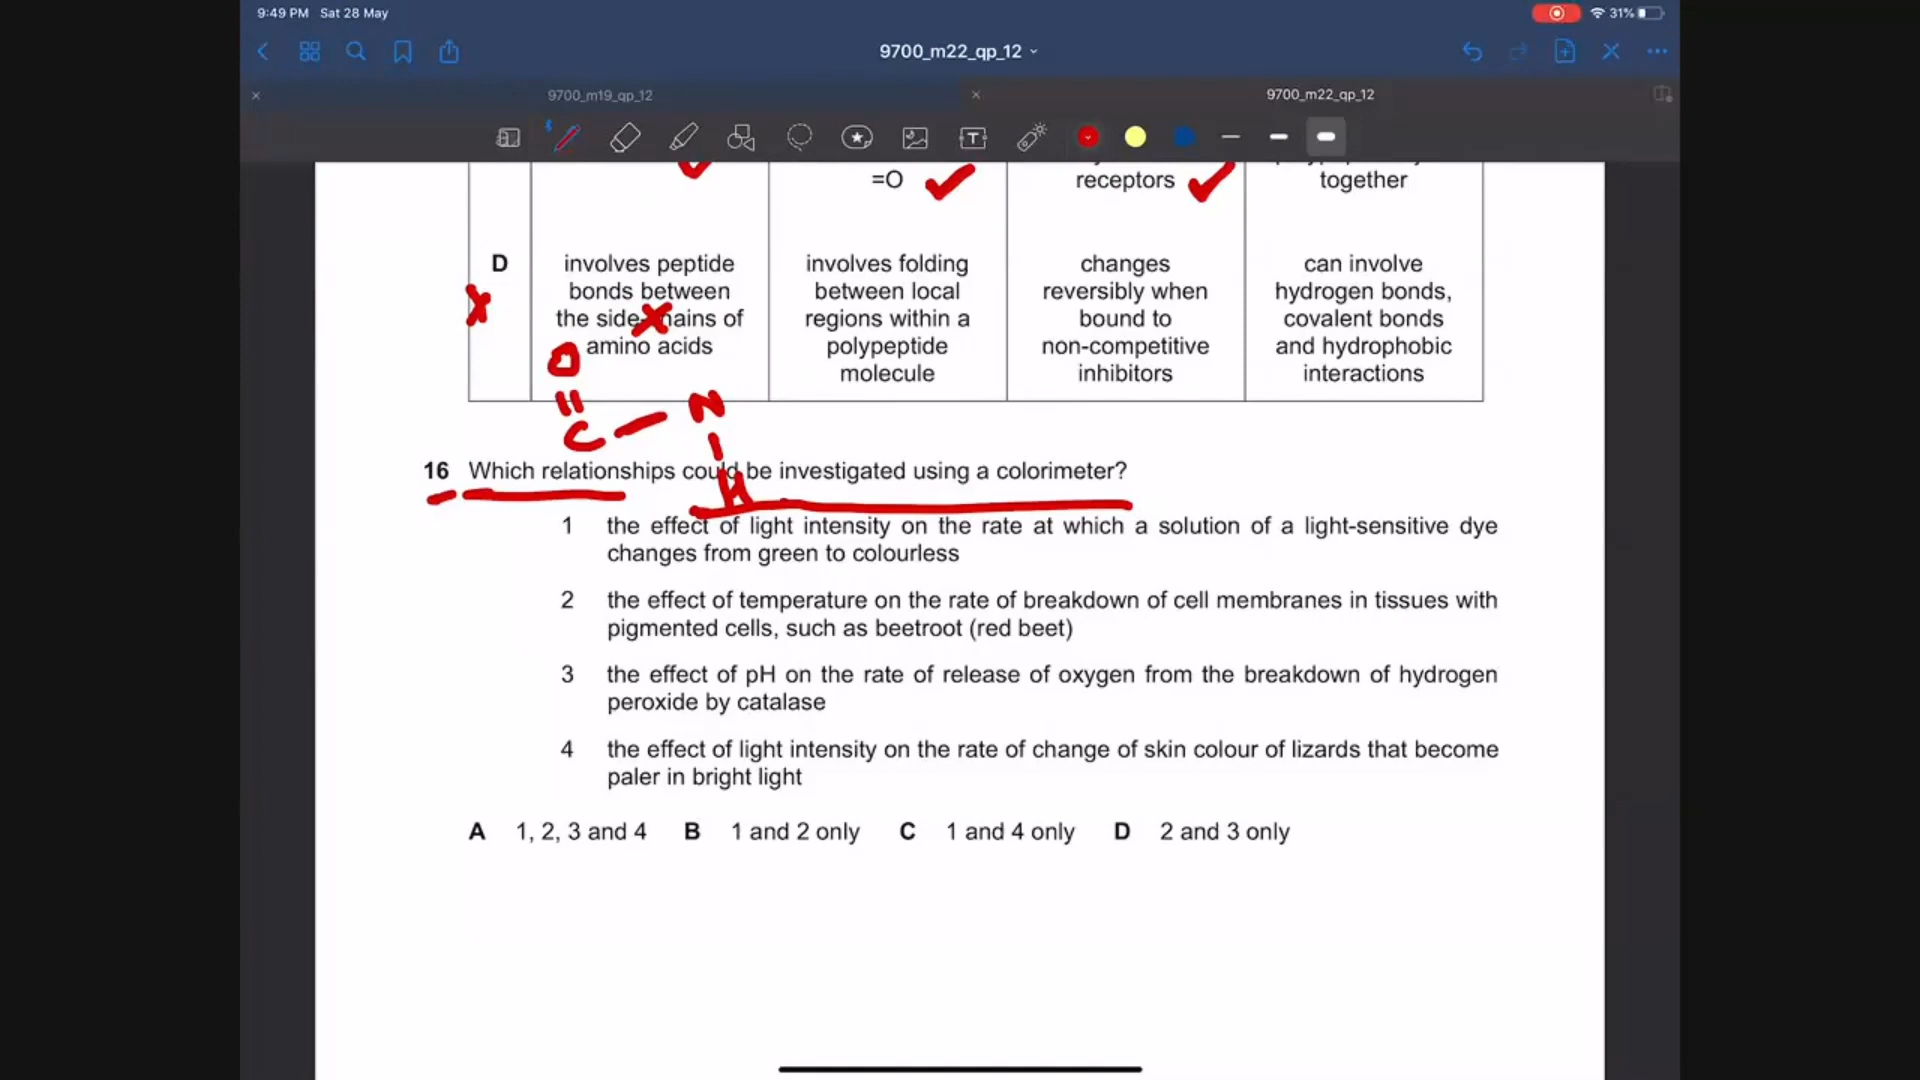 9:49 PM Sat 28 May
31%
9700_m22_qp_12
9700_m19_qp_12
9700_m22_qp_12
=O
receptors
together
D
involves peptide
bonds between
the side-chains of
amino acids
involves folding
between local
regions within a
polypeptide
molecule
changes
reversibly when
bound to
non-competitive
inhibitors
can involve
hydrogen bonds,
covalent bonds
and hydrophobic
interactions
O
C — N
H
16 Which relationships could be investigated using a colorimeter?
1 the effect of light intensity on the rate at which a solution of a light-sensitive dye
changes from green to colourless
2 the effect of temperature on the rate of breakdown of cell membranes in tissues with
pigmented cells, such as beetroot (red beet)
3 the effect of pH on the rate of release of oxygen from the breakdown of hydrogen
peroxide by catalase
4 the effect of light intensity on the rate of change of skin colour of lizards that become
paler in bright light
A 1, 2, 3 and 4 B 1 and 2 only C 1 and 4 only D 2 and 3 only